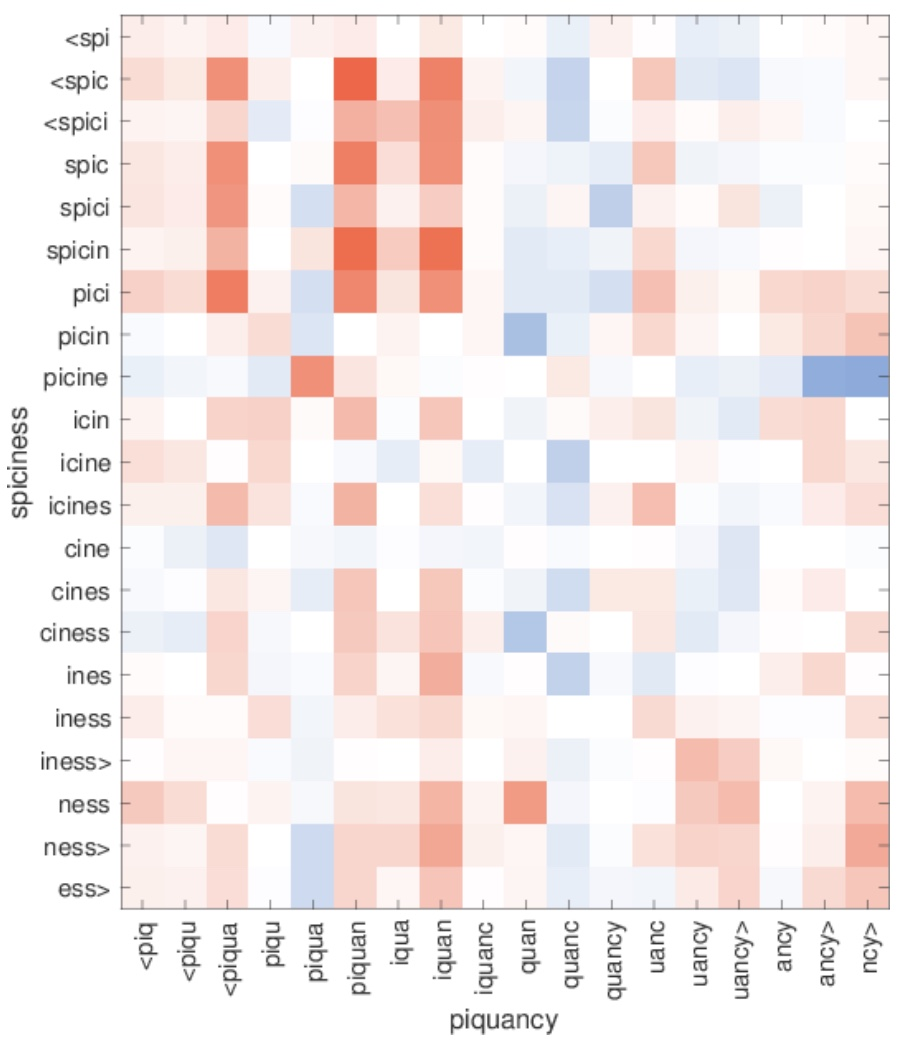 <spi
<spic
<spici
spic
spici
spicin
pici
picin
picine
icin
icine
icines
cine
cines
ciness
ines
iness
iness>
ness
ness>
ess>
spiciness
<piq
<piqu
<piqua
piqu
piqua
piquan
iqua
iquan
iquanc
quan
quanc
quancy
uanc
uancy
uancy>
ancy
ancy>
ncy>
piquancy